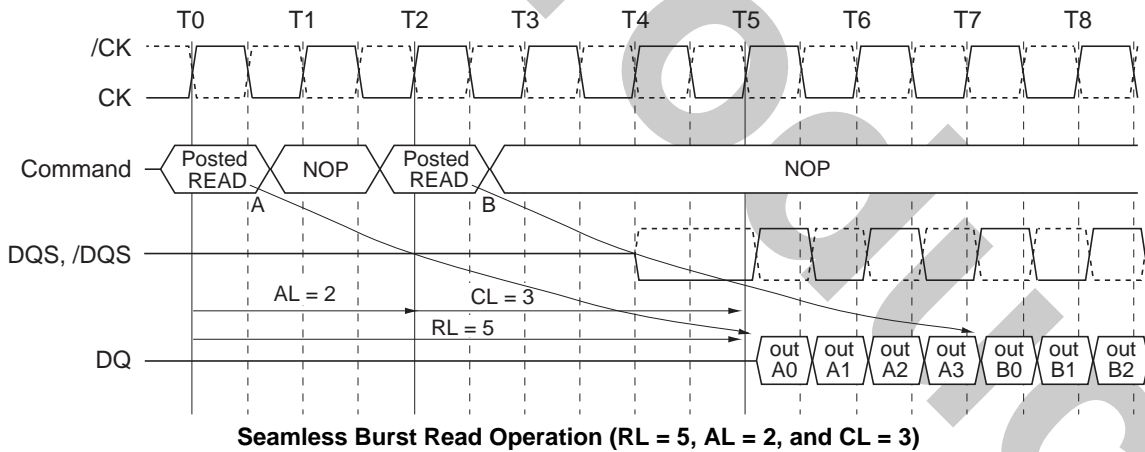 T0 T1 T2 T3 T4 T5 T6 T7 T8
/CK
CK
Command
Posted READ
NOP
Posted READ
NOP
A
B
DQS, /DQS
AL = 2
CL = 3
RL = 5
DQ
out A0
out A1
out A2
out A3
out B0
out B1
out B2
Seamless Burst Read Operation (RL = 5, AL = 2, and CL = 3)